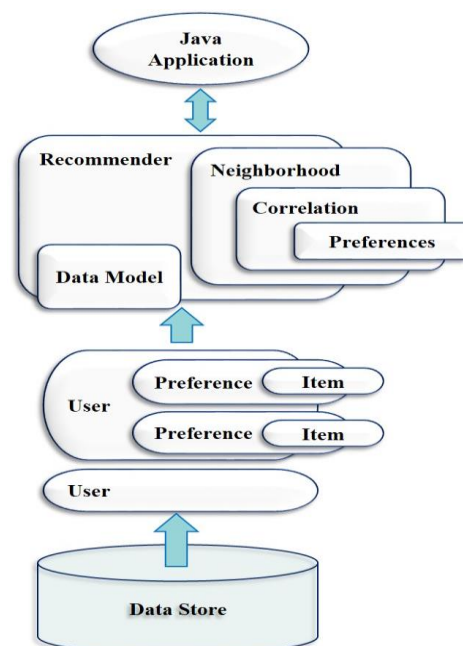 Java
Application
Recommender
Neighborhood
Correlation
Preferences
Data Model
User
Preference
Item
Preference
Item
User
Data Store